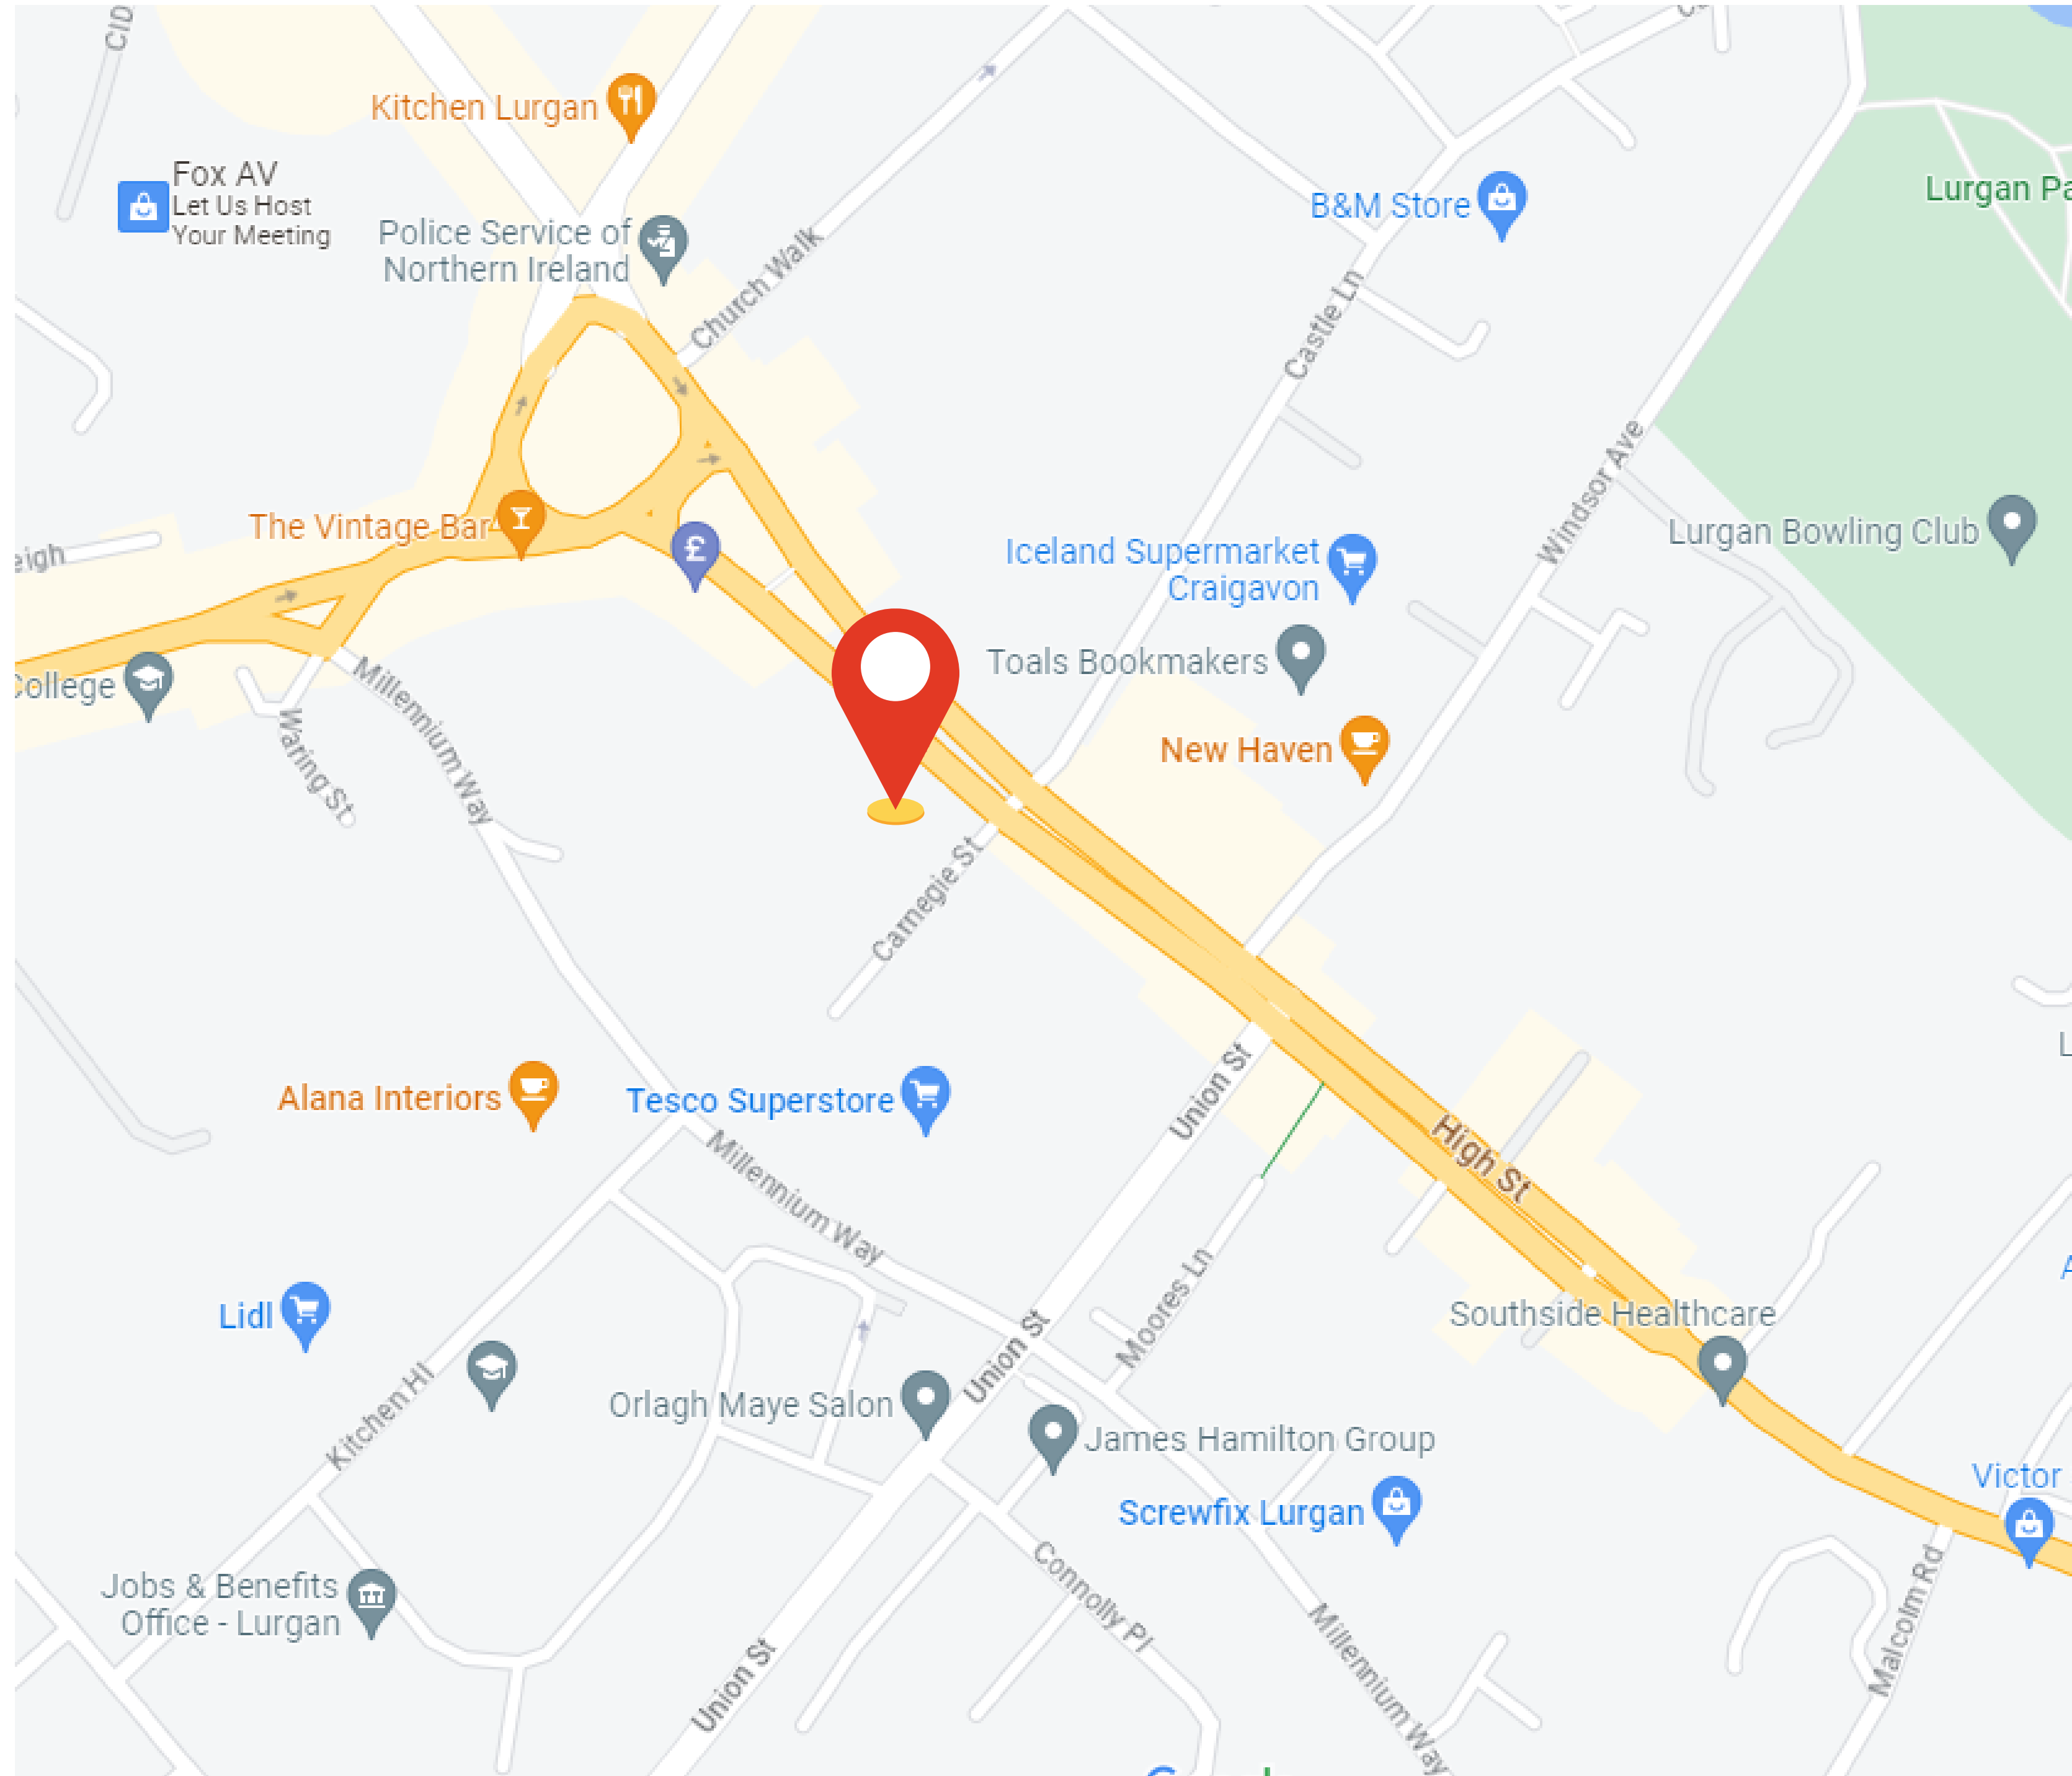 CID
Kitchen Lurgan
Fox AV
Let Us Host
Your Meeting
Police Service of
Northern Ireland
Church Walk
B&M Store
Castle Ln
Lurgan Pa
Windsor Ave
Lurgan Bowling Club
The Vintage Bar
£
eigh
Iceland Supermarket
Craigavon
Toals Bookmakers
New Haven
College
Waring St
Millennium Way
Carnegie St
Alana Interiors
Tesco Superstore
Union St
High St
Millennium Way
Moores Ln
Lidl
Southside Healthcare
Kitchen Hl
Union St
Orlagh Maye Salon
James Hamilton Group
Screwfix Lurgan
Victor
Jobs & Benefits
Office - Lurgan
Connolly Pl
Malcolm Rd
Union St
Millennium Way